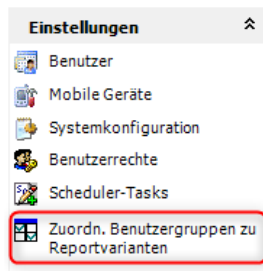 Einstellungen
Benutzer
Mobile Geräte
Systemkonfiguration
Benutzerrechte
Scheduler-Tasks
Zuordn. Benutzergruppen zu
Reportvarianten